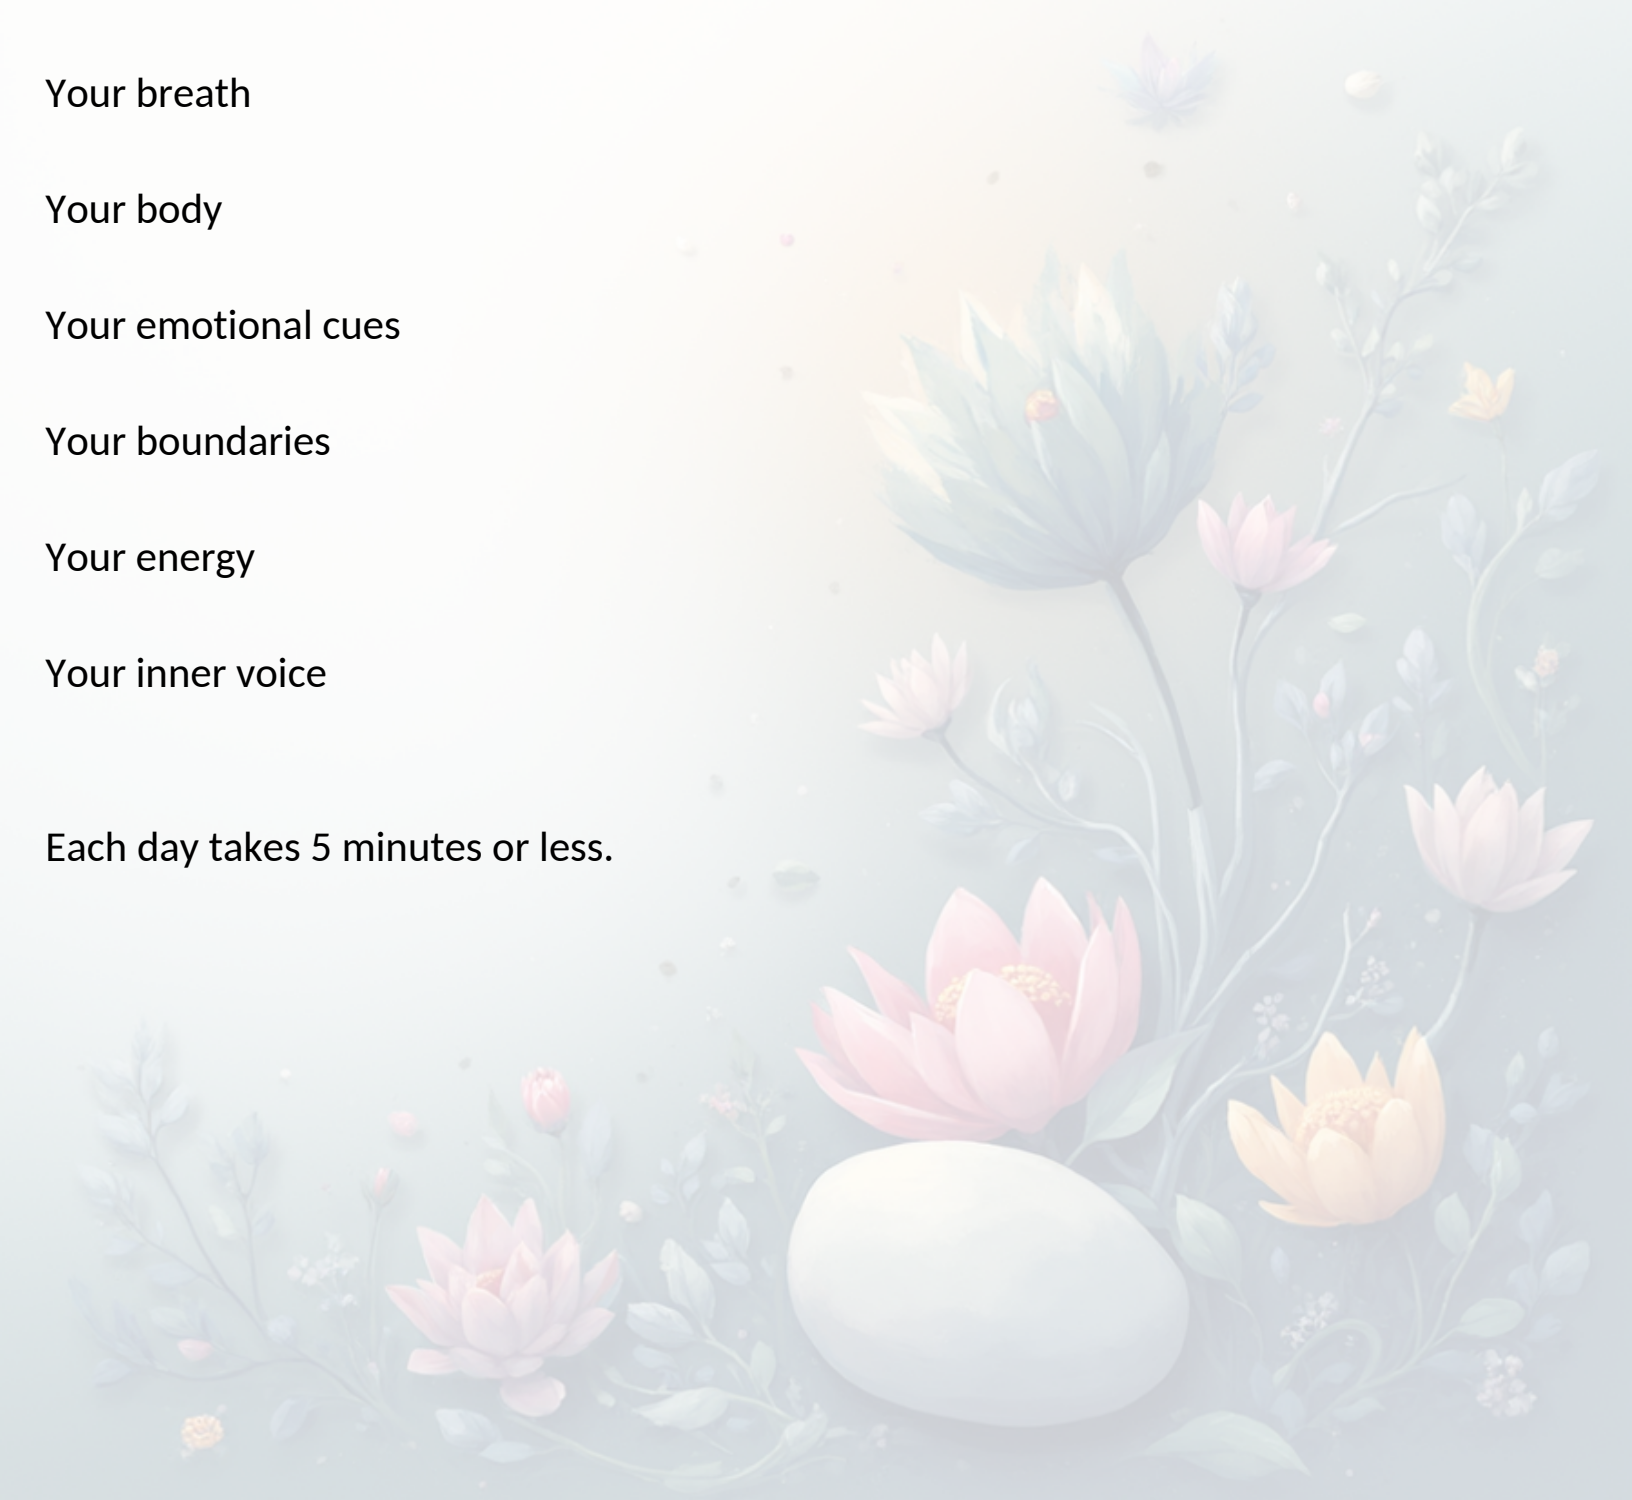 Your breath
Your body
Your emotional cues
Your boundaries
Your energy
Your inner voice
Each day takes 5 minutes or less.